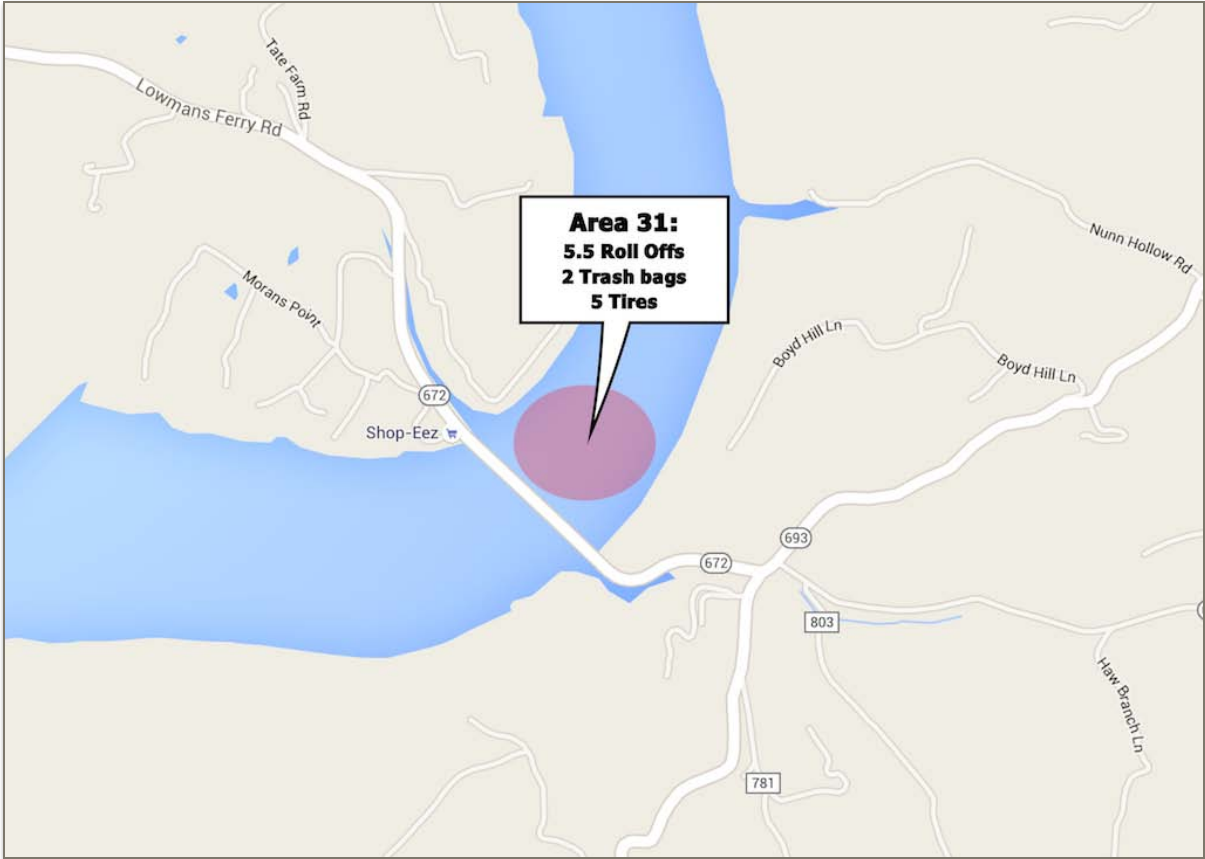 Tate Farm Rd
Lowmans Ferry Rd
Area 31:
5.5 Roll Offs
2 Trash bags
5 Tires
Nunn Hollow Rd
Morans Point
Boyd Hill Ln
Boyd Hill Ln
672
Shop-Eez
693
672
803
Haw Branch Ln
781